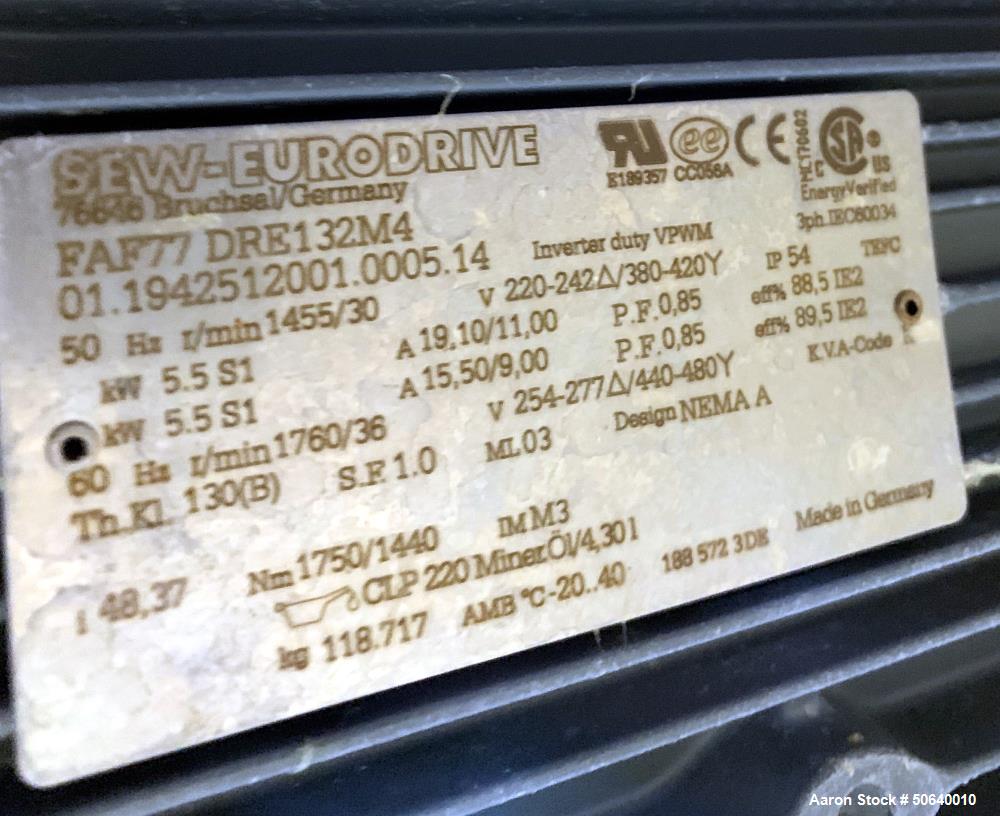 SEW-EURODRIVE
76646 Bruchsal/Germany
E189357 CC056A
MC170602
EnergyVerified
FAF77 DRE132M4
3ph.IEC60034
01.1942512001.0005.14 Inverter duty VPWM
50 Hz r/min 1455/30 V 220-242Δ/380-420Y IP 54 TEFC
kW 5.5 S1 A 19,10/11,00 P.F.0,85 eff% 88,5 IE2
kW 5.5 S1 A 15,50/9,00 P.F.0,85 eff% 89,5 IE2
60 Hz r/min 1760/36 V 254-277Δ/440-480Y K.V.A-Code
Th.Kl. 130(B) S.F. 1.0 ML 03 Design NEMA A
i 48,37 Nm 1750/1440 IM M3
CLP 220 Miner.Öl/4,30 l
kg 118.717 AMB °C -20..40 188 572 3 DE Made in Germany
Aaron Stock # 50640010